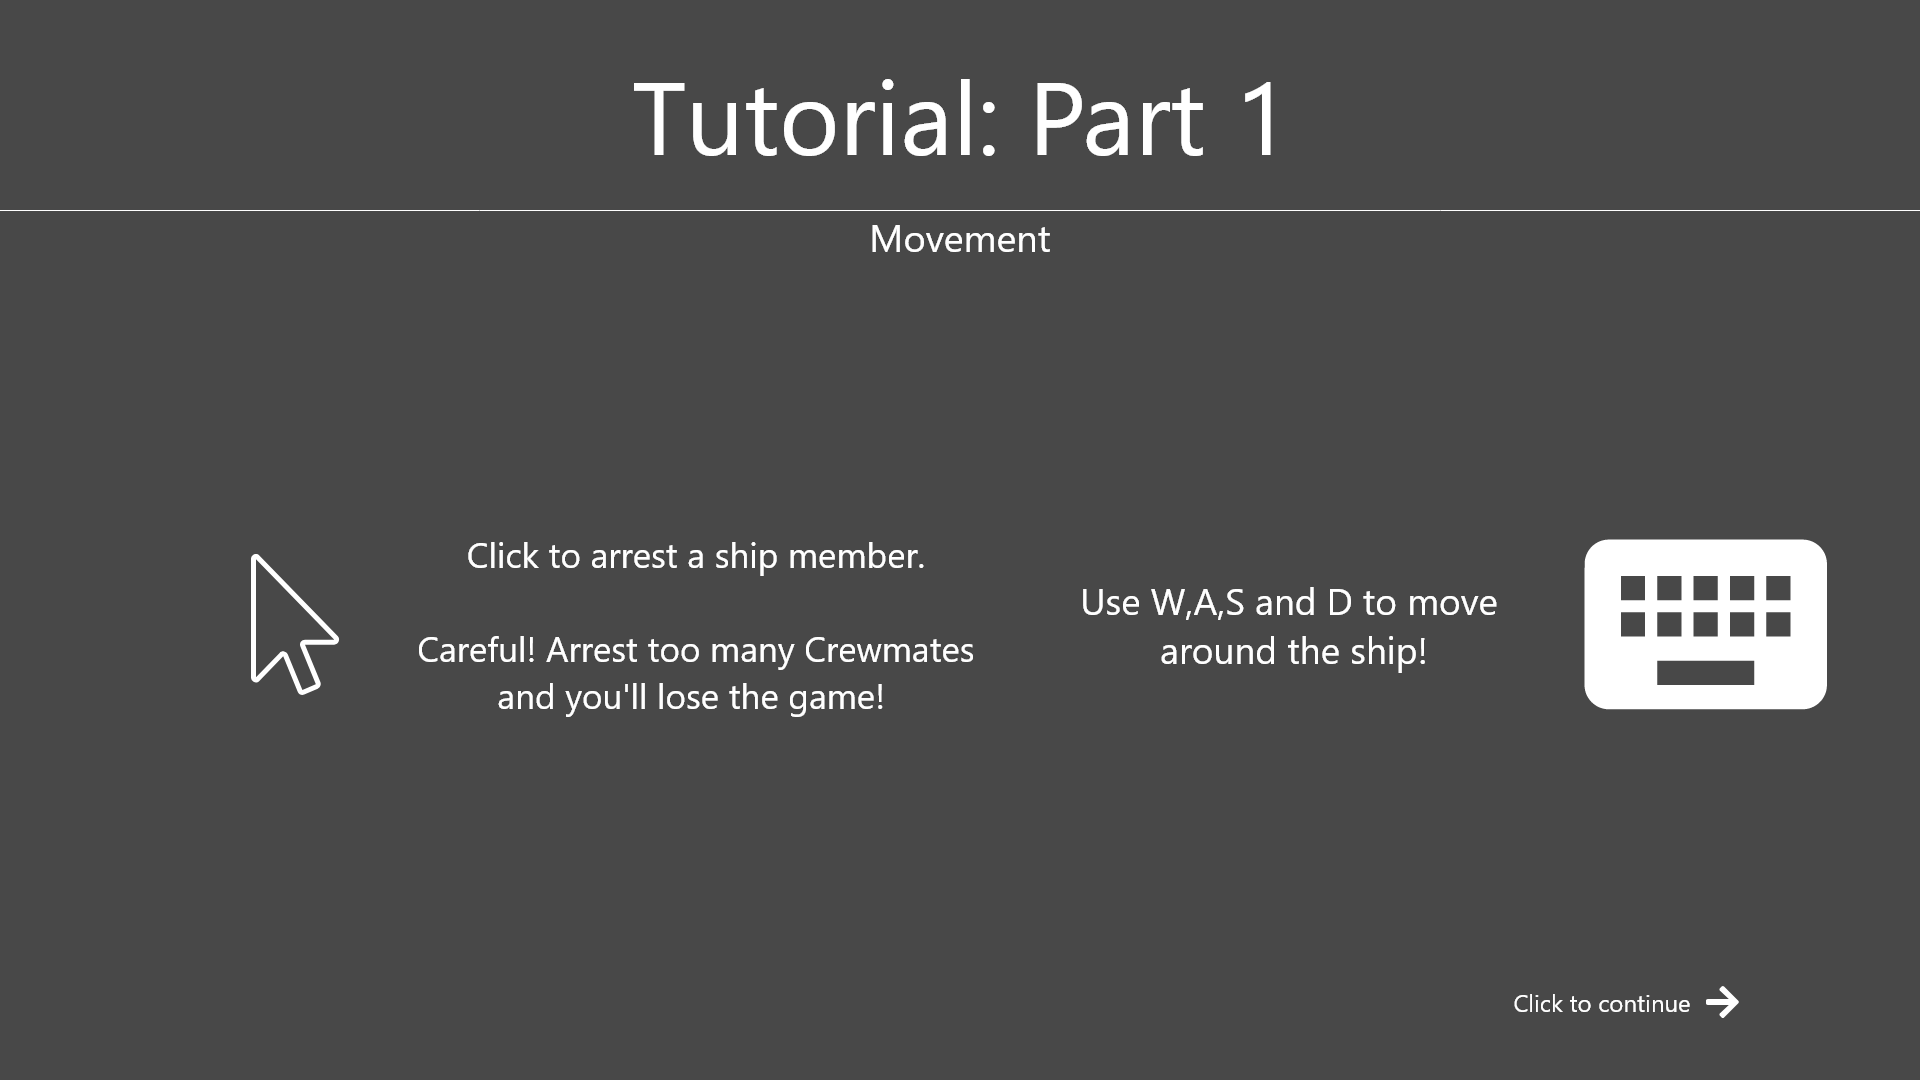 Tutorial: Part 1
Movement
Click to arrest a ship member.
Careful! Arrest too many Crewmates
and you'll lose the game!
Use W,A,S and D to move
around the ship!
Click to continue